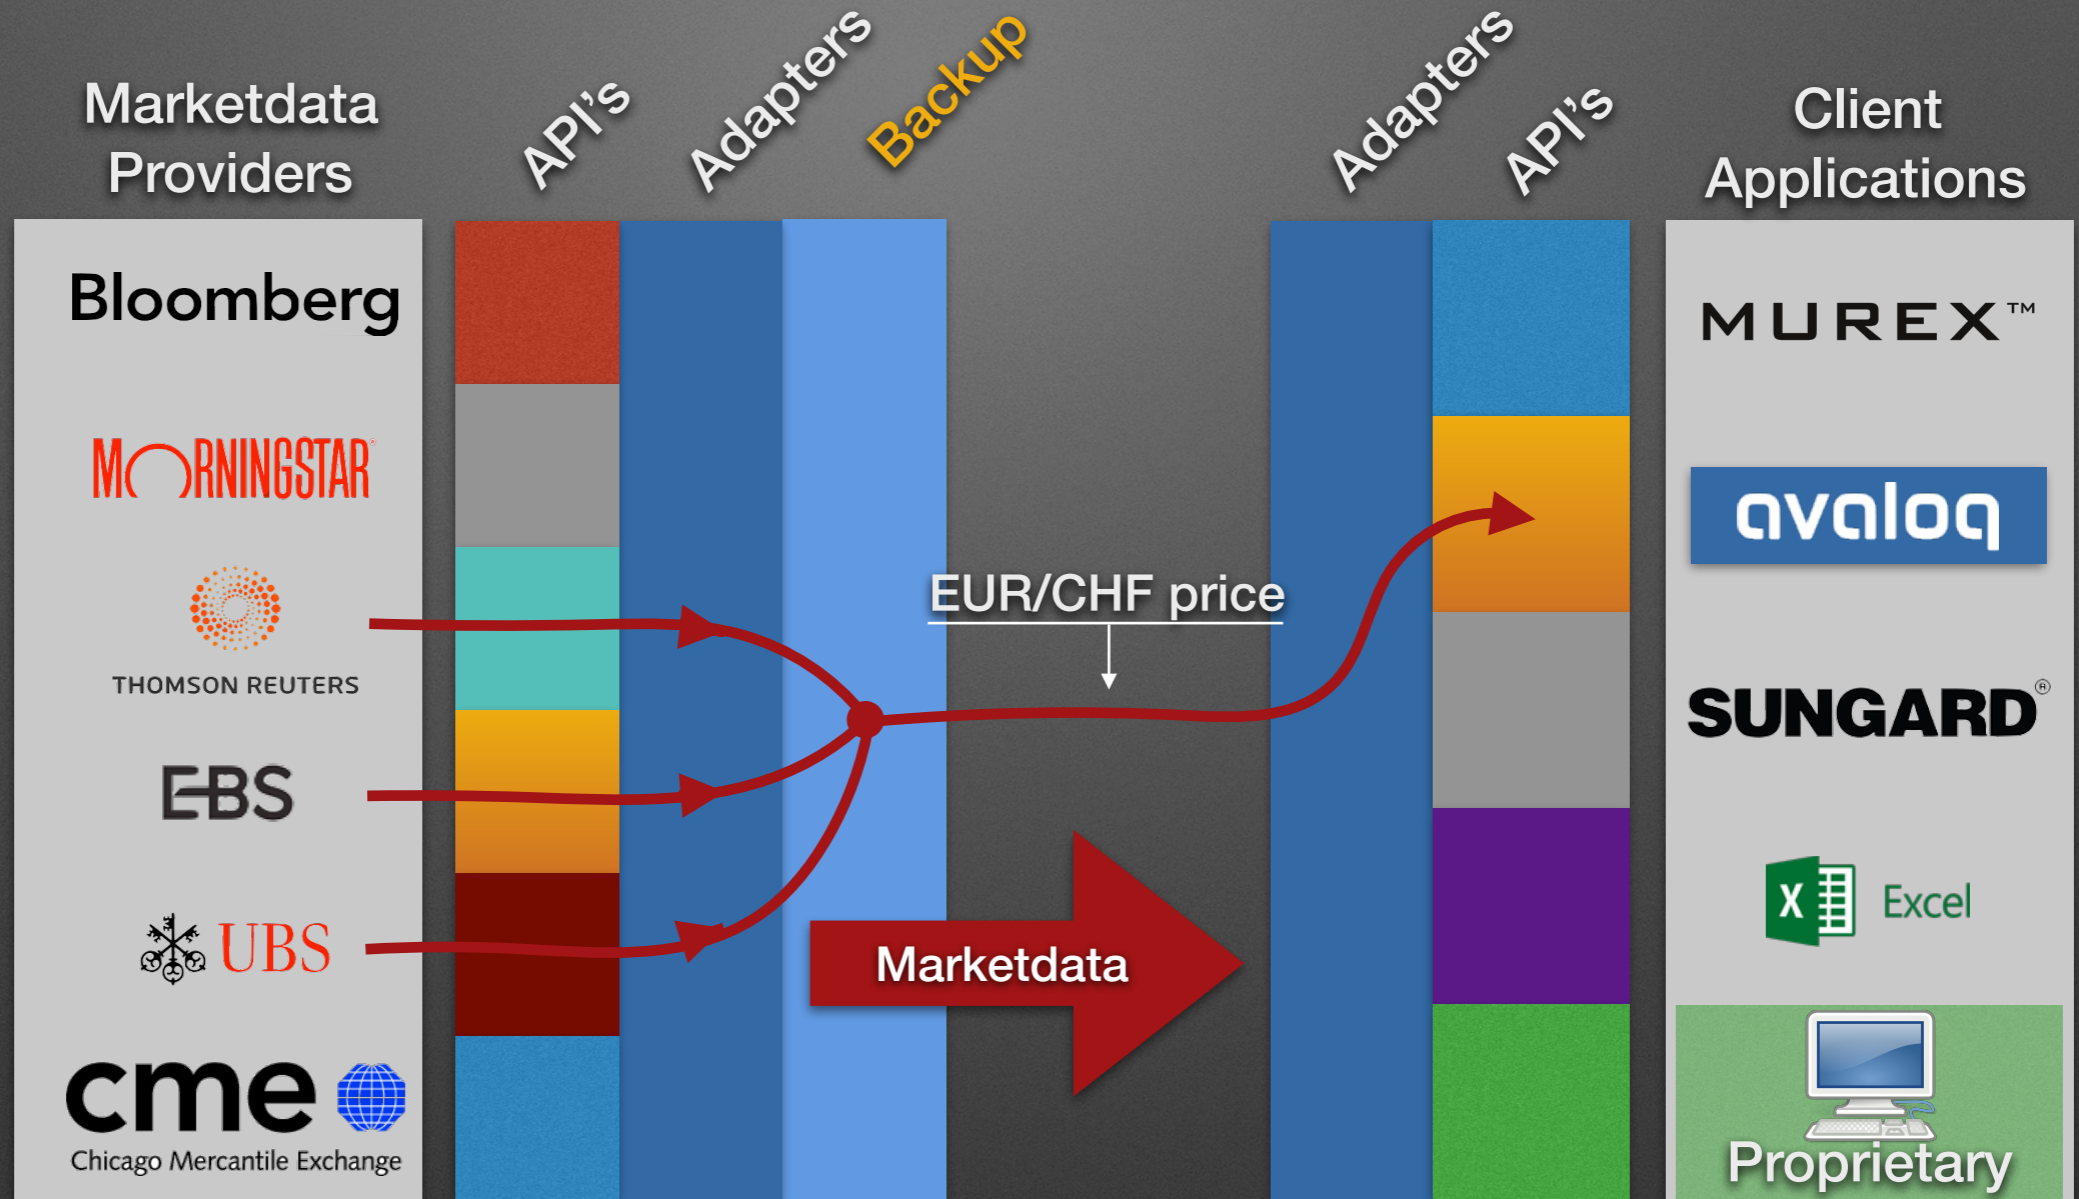 Marketdata
Providers
API's
Adapters
Backup
Adapters
API's
Client
Applications
Bloomberg
MORNINGSTAR®
THOMSON REUTERS
EBS
UBS
cme
Chicago Mercantile Exchange
EUR/CHF price
Marketdata
MUREX™
avaloq
SUNGARD®
X
Excel
Proprietary